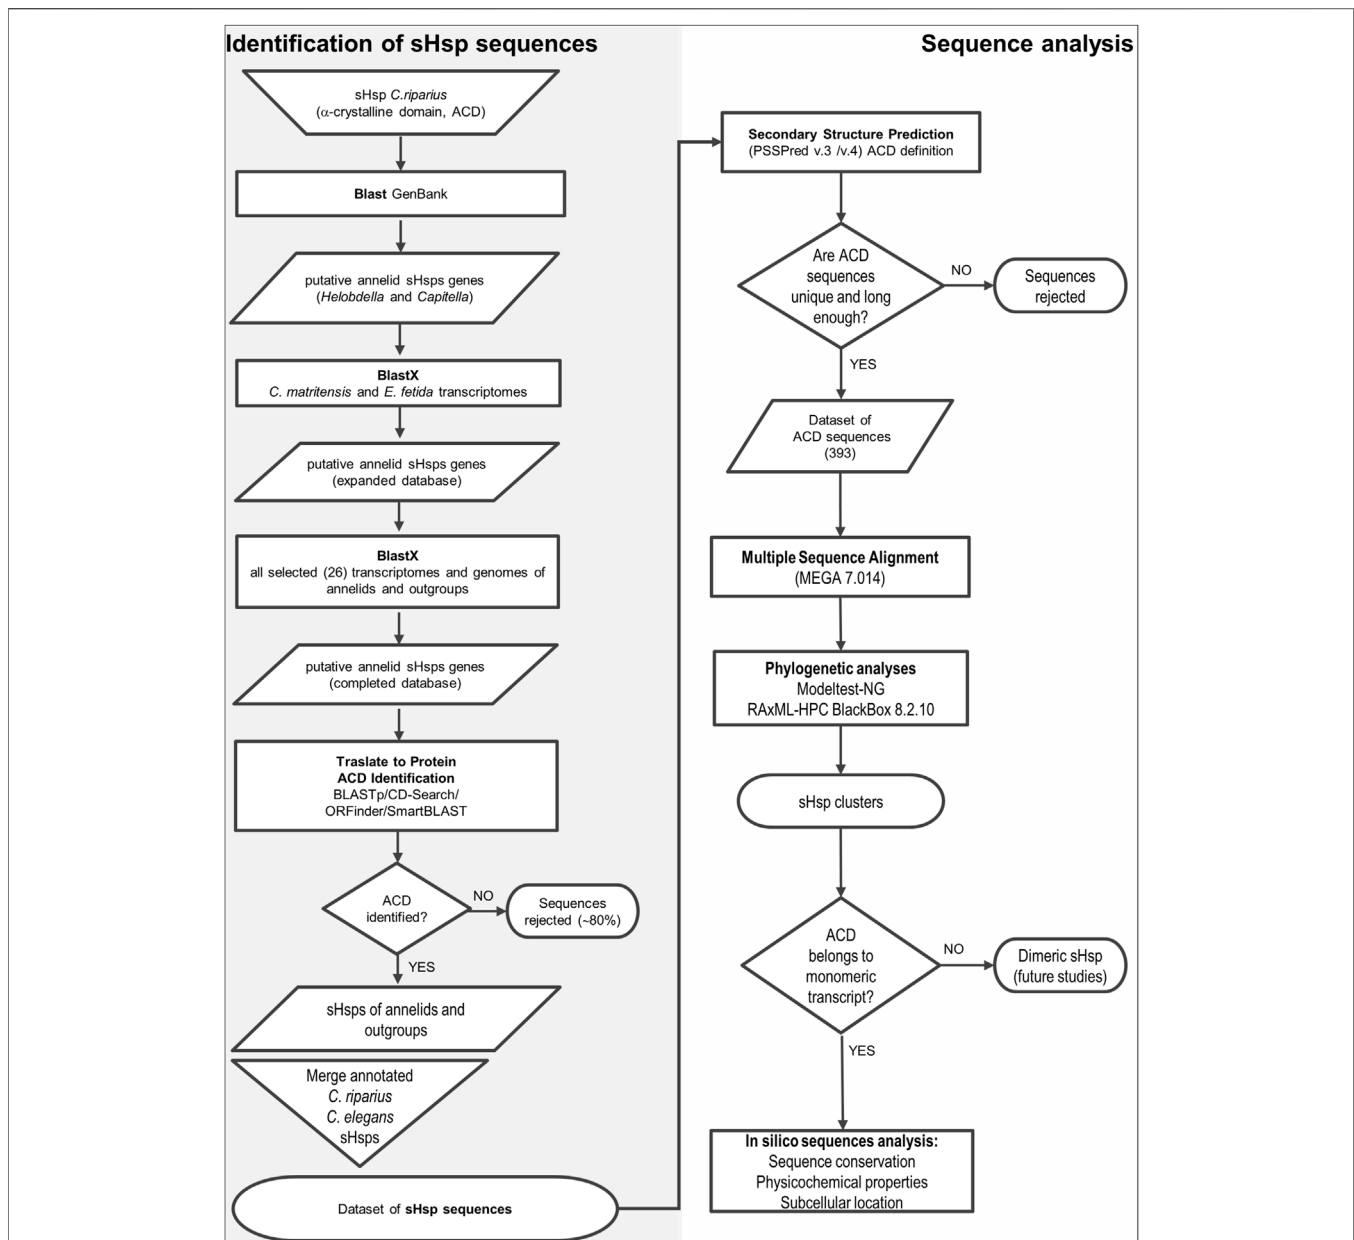 Identification of sHsp sequences
sHsp C.riparius
(α-crystalline domain, ACD)
Blast GenBank
putative annelid sHsps genes
(Helobdella and Capitella)
BlastX
C. matritensis and E. fetida transcriptomes
putative annelid sHsps genes
(expanded database)
BlastX
all selected (26) transcriptomes and genomes of
annelids and outgroups
putative annelid sHsps genes
(completed database)
Traslate to Protein
ACD Identification
BLASTp/CD-Search/
ORFinder/SmartBLAST
ACD
identified?
NO
Sequences
rejected (~80%)
YES
sHsps of annelids and
outgroups
Merge annotated
C. riparius
C. elegans
sHsps
Dataset of sHsp sequences
Sequence analysis
Secondary Structure Prediction
(PSSPred v.3 /v.4) ACD definition
Are ACD
sequences
unique and long
enough?
NO
Sequences
rejected
YES
Dataset of
ACD sequences
(393)
Multiple Sequence Alignment
(MEGA 7.014)
Phylogenetic analyses
Modeltest-NG
RAxML-HPC BlackBox 8.2.10
sHsp clusters
ACD
belongs to
monomeric
transcript?
NO
Dimeric sHsp
(future studies)
YES
In silico sequences analysis:
Sequence conservation
Physicochemical properties
Subcellular location